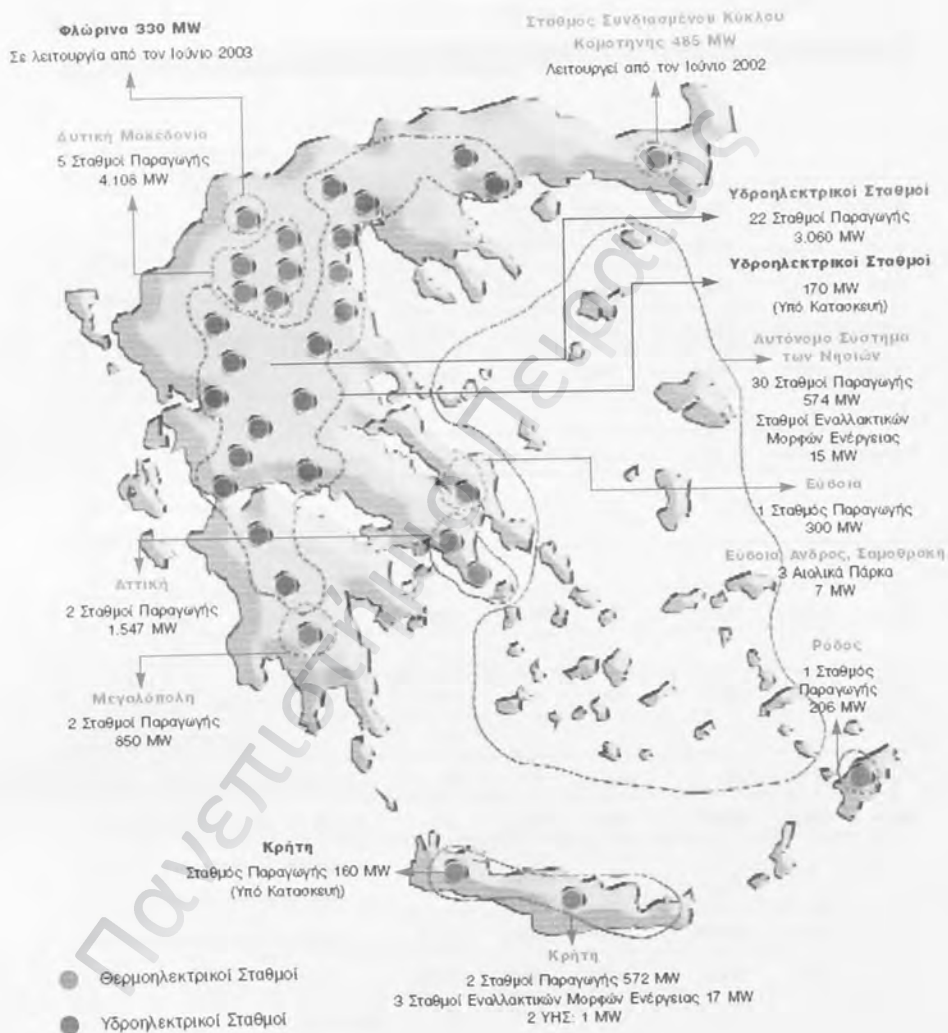 Φλώρινα 330 MW
Σε λειτουργία από τον Ιούνιο 2003
Σταθμός Συνδιασμένου Κύκλου
Κομοτηνής 485 MW
Λειτουργεί από τον Ιούνιο 2002
Δυτική Μακεδονία
5 Σταθμοί Παραγωγής
4.108 MW
Υδροηλεκτρικοί Σταθμοί
22 Σταθμοί Παραγωγής
3.060 MW
Υδροηλεκτρικοί Σταθμοί
170 MW
(Υπό Κατασκευή)
Αυτόνομο Σύστημα
των Νησιών
30 Σταθμοί Παραγωγής
574 MW
Σταθμοί Εναλλακτικών
Μορφών Ενέργειας
15 MW
Εύβοια
1 Σταθμός Παραγωγής
300 MW
Εύβοια, Άνδρος, Σαμοθράκη
3 Αιολικά Πάρκα
7 MW
Αττική
2 Σταθμοί Παραγωγής
1.547 MW
Ρόδος
1 Σταθμός
Παραγωγής
206 MW
Μεγαλόπολη
2 Σταθμοί Παραγωγής
850 MW
Κρήτη
Σταθμός Παραγωγής 160 MW
(Υπό Κατασκευή)
Κρήτη
2 Σταθμοί Παραγωγής 572 MW
3 Σταθμοί Εναλλακτικών Μορφών Ενέργειας 17 MW
2 ΥΗΣ: 1 MW
Θερμοηλεκτρικοί Σταθμοί
Υδροηλεκτρικοί Σταθμοί
Πανεπιστήμιο Πειραιώς